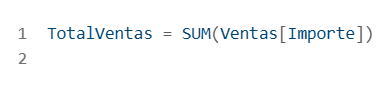 1 TotalVentas = SUM(Ventas[Importe])
2